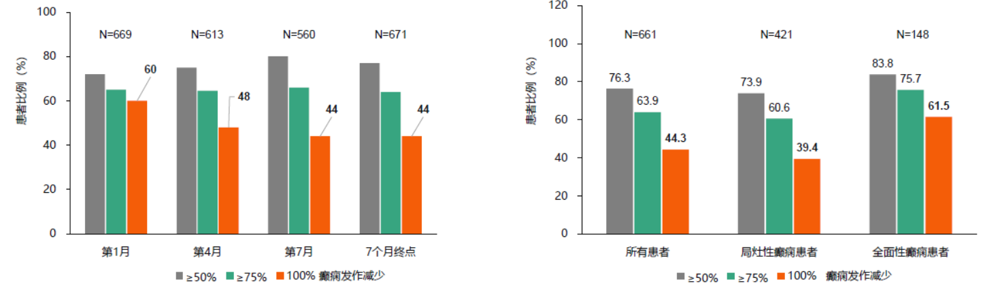 100
80
60
40
20
0
患者比例（%）
N=669
N=613
N=560
N=671
60
48
44
44
第1月
第4月
第7月
7个月终点
≥50%
≥75%
100% 癫痫发作减少
120
100
80
60
40
20
0
患者比例（%）
N=661
N=421
N=148
76.3
63.9
44.3
73.9
60.6
39.4
83.8
75.7
61.5
所有患者
局灶性癫痫患者
全面性癫痫患者
≥50%
≥75%
100% 癫痫发作减少